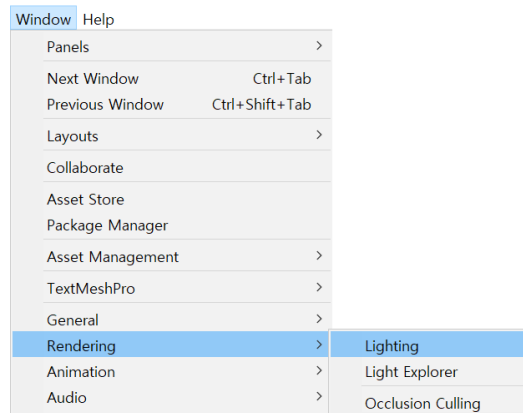 Window Help
Panels
Next Window Ctrl+Tab
Previous Window Ctrl+Shift+Tab
Layouts
Collaborate
Asset Store
Package Manager
Asset Management
TextMeshPro
General
Rendering
Animation
Audio
Lighting
Light Explorer
Occlusion Culling